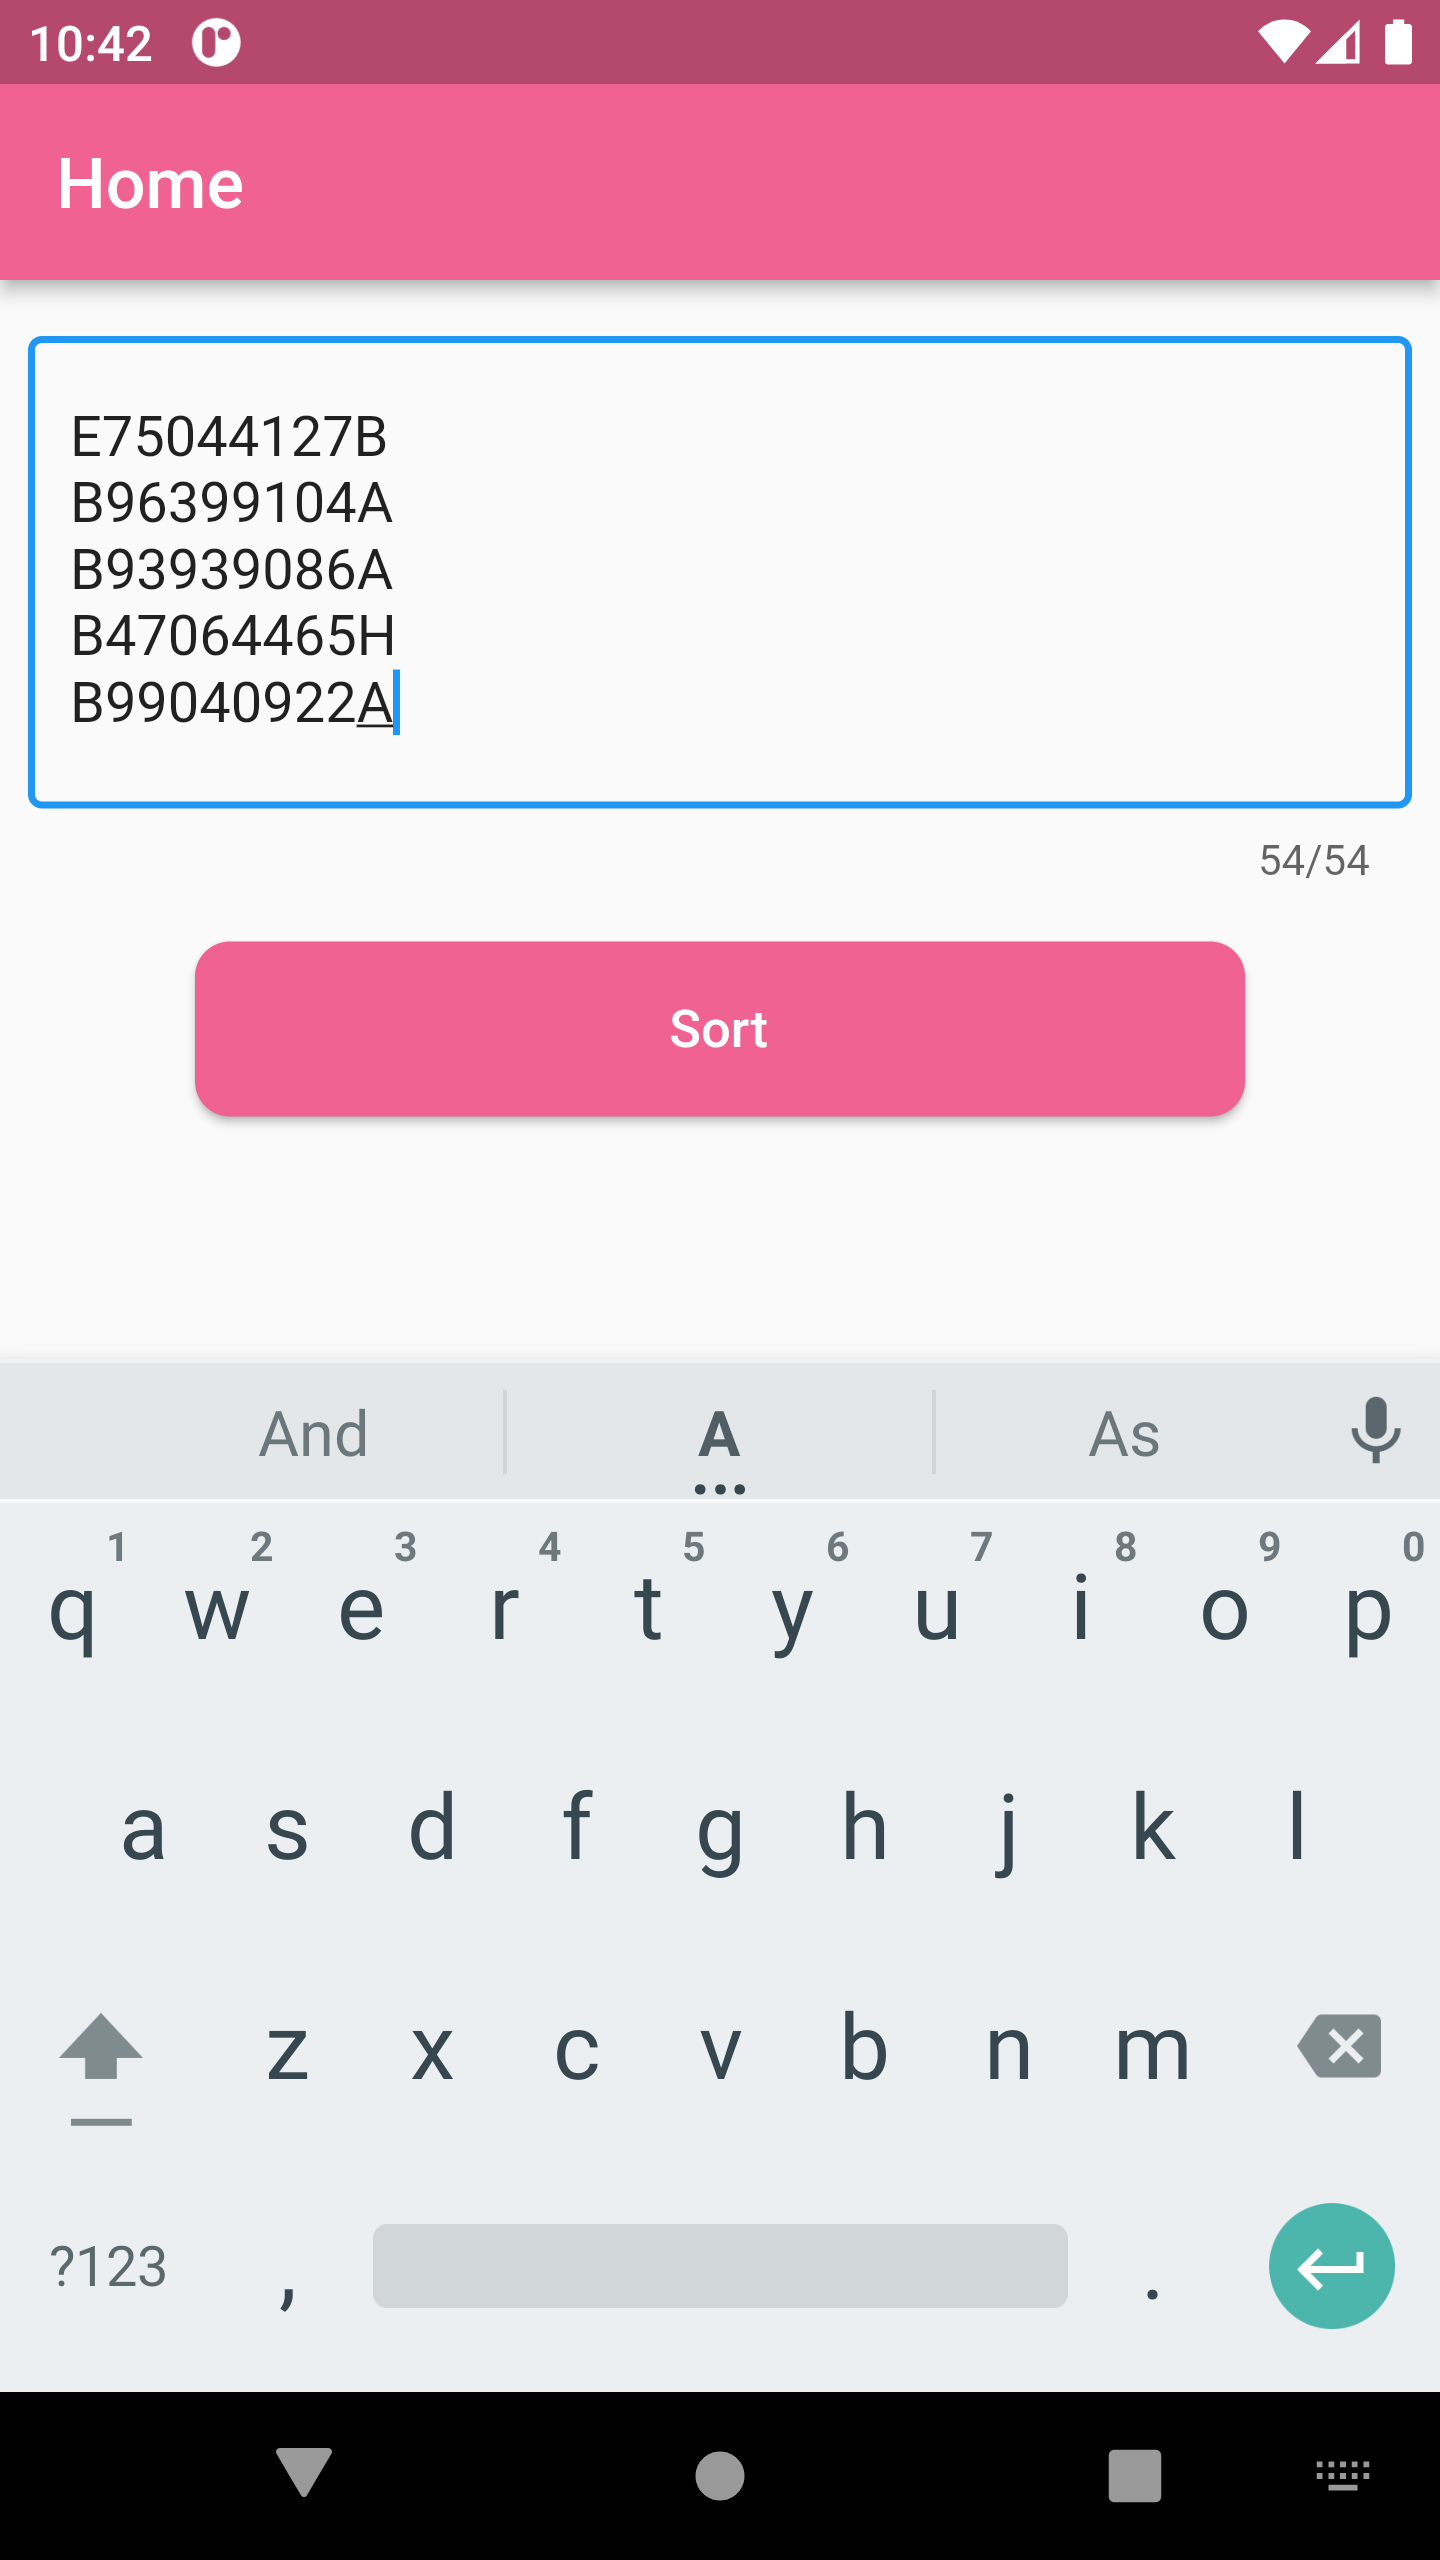 10:42
Home
E75044127B
B96399104A
B93939086A
B47064465H
B99040922A
54/54
Sort
And A As
1 2 3 4 5 6 7 8 9 0
q w e r t y u i o p
a s d f g h j k l
z x c v b n m
?123 , .